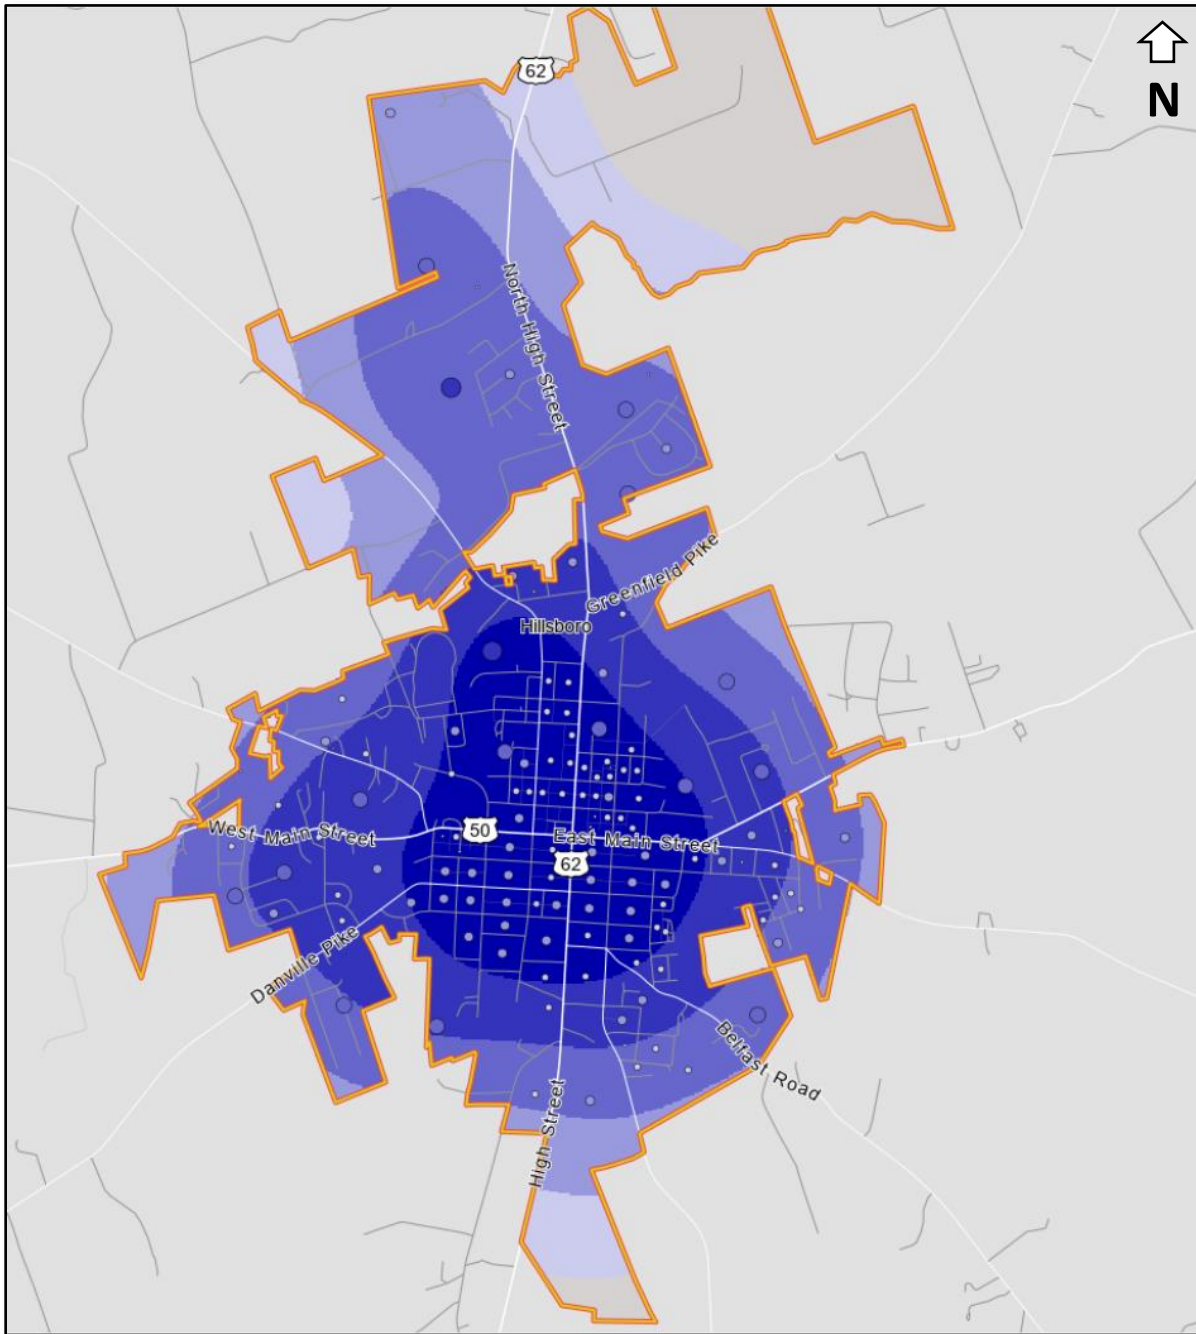 62
N
North High Street
Greenfield Pike
Hillsboro
West Main Street
50
East Main Street
62
Danville Pike
Belfast Road
High Street